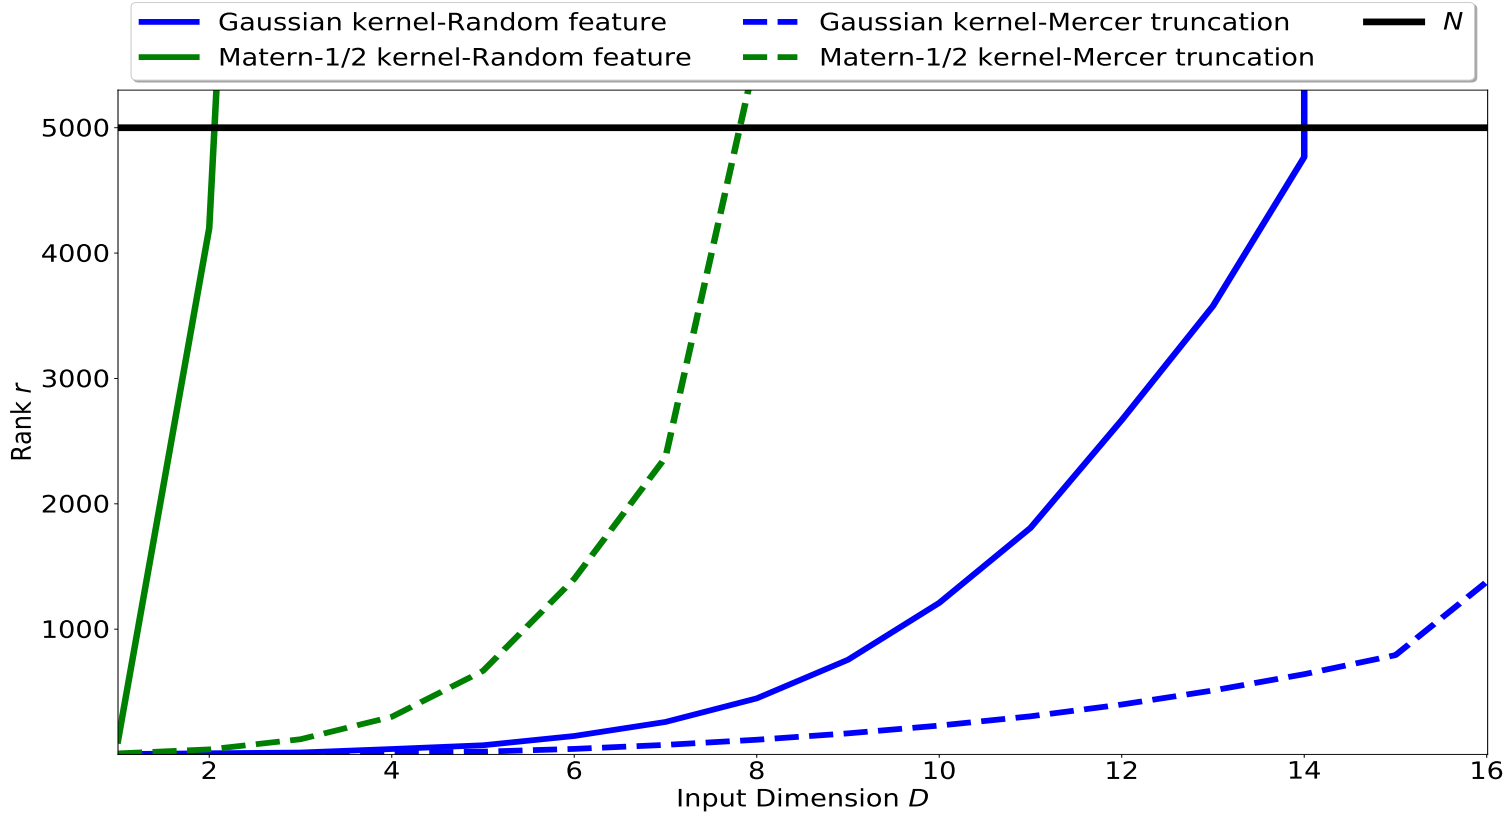 Gaussian kernel-Random feature
Gaussian kernel-Mercer truncation
N
Matern-1/2 kernel-Random feature
Matern-1/2 kernel-Mercer truncation
5000
4000
3000
2000
1000
Rank r
2 4 6 8 10 12 14 16
Input Dimension D